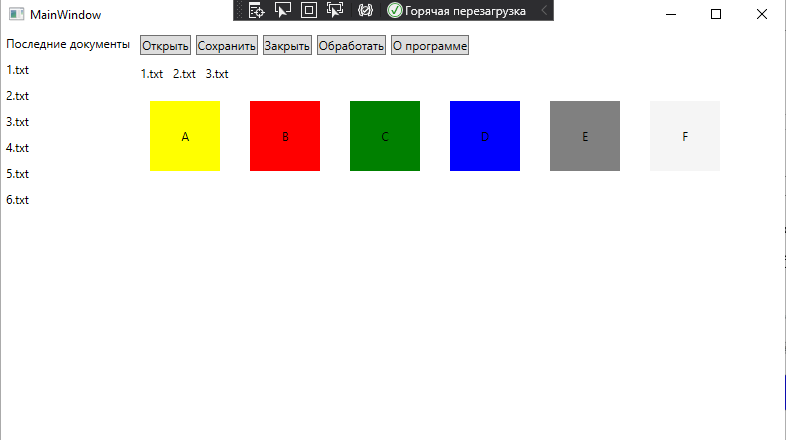 MainWindow
Горячая перезагрузка
Последние документы
Открыть Сохранить Закрыть Обработать О программе
1.txt 2.txt 3.txt
1.txt
2.txt
3.txt
4.txt
5.txt
6.txt
A B C D E F